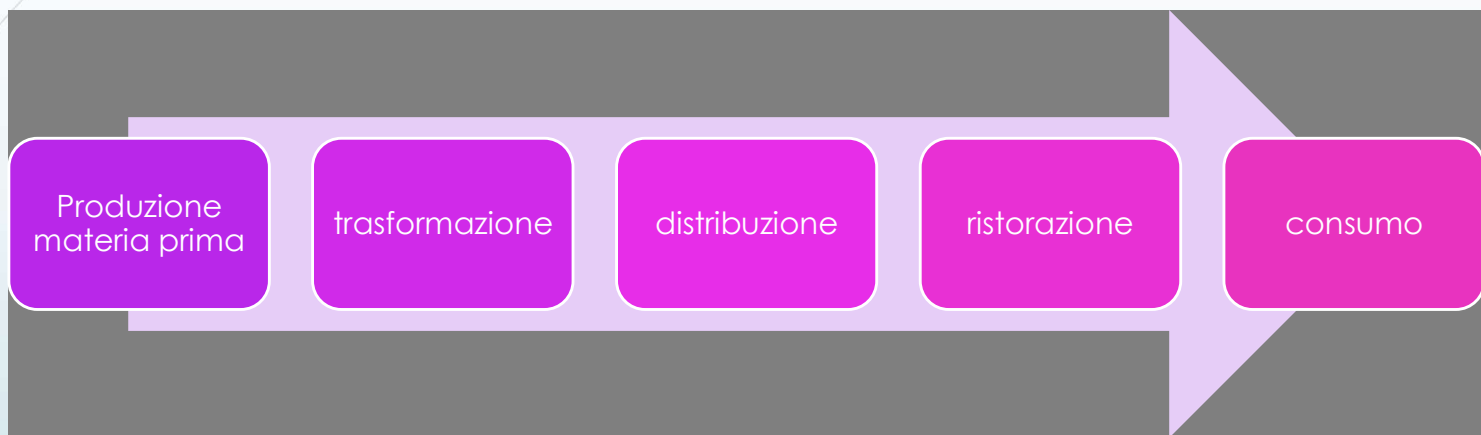 Produzione
materia prima
trasformazione
distribuzione
ristorazione
consumo